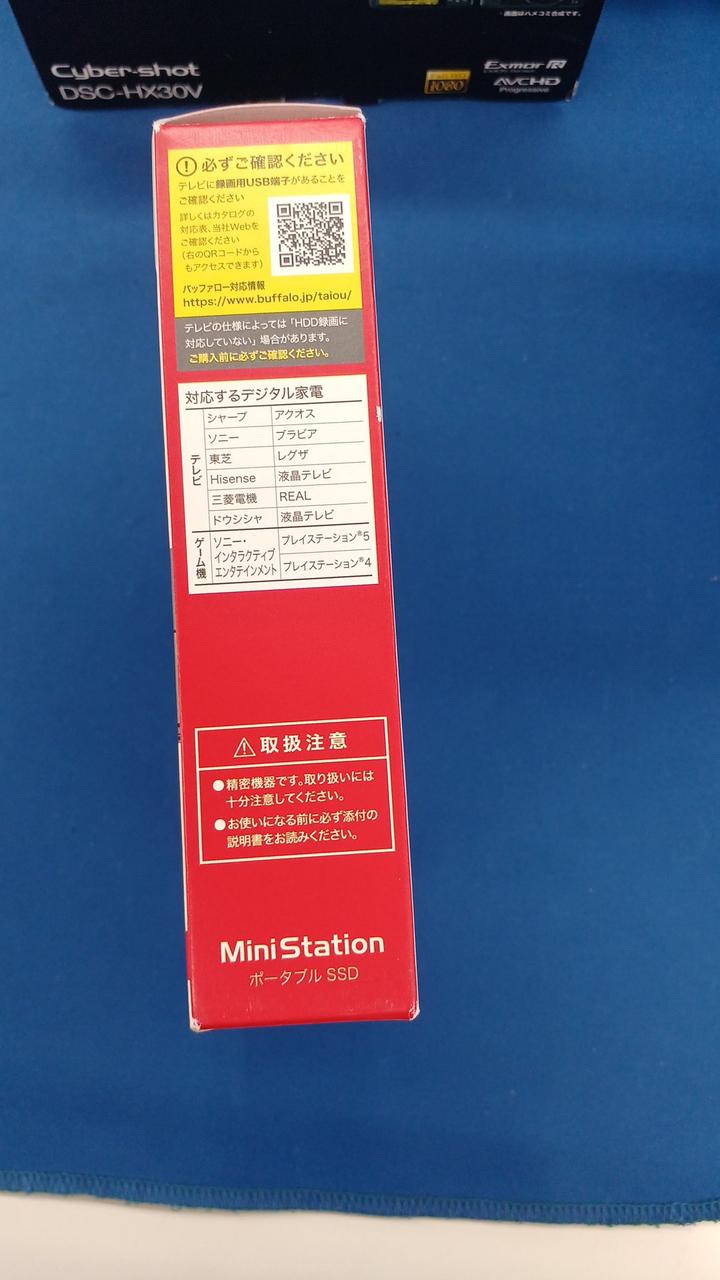 ・画面はハメコミ合成です。
Cyber-shot
DSC-HX30V
1080
Exmor R
AVCHD
Progressive
必ずご確認ください
テレビに録画用USB端子があることを
ご確認ください
詳しくはカタログの
対応表、当社Webを
ご確認ください
(右のQRコードから
もアクセスできます)
バッファロー対応情報
https://www.buffalo.jp/taiou/
テレビの仕様によっては「HDD録画に
対応していない」場合があります。
ご購入前に必ずご確認ください。
対応するデジタル家電
テレビ
シャープ アクオス
ソニー ブラビア
東芝 レグザ
Hisense 液晶テレビ
三菱電機 REAL
ドウシシャ 液晶テレビ
ゲーム機
ソニー・
インタラクティブ
エンタテインメント
プレイステーション®5
プレイステーション®4
取扱注意
●精密機器です。取り扱いには
十分注意してください。
●お使いになる前に必ず添付の
説明書をお読みください。
MiniStation
ポータブル SSD